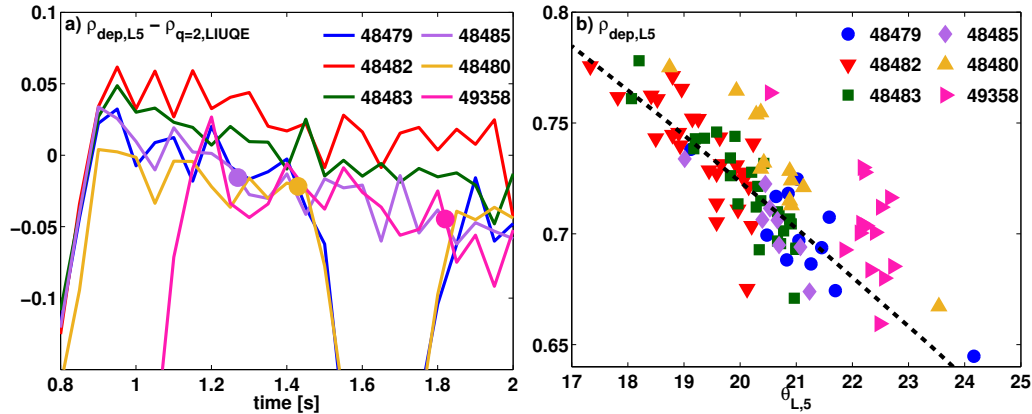 a) ρdep,L5 − ρq=2,LIUQE
48479 48485
48482 48480
48483 49358
0.1
0.05
0
−0.05
−0.1
0.8 1 1.2 1.4 1.6 1.8 2
time [s]
b) ρdep,L5
48479 48485
48482 48480
48483 49358
0.8
0.75
0.7
0.65
17 18 19 20 21 22 23 24 25
θL,5